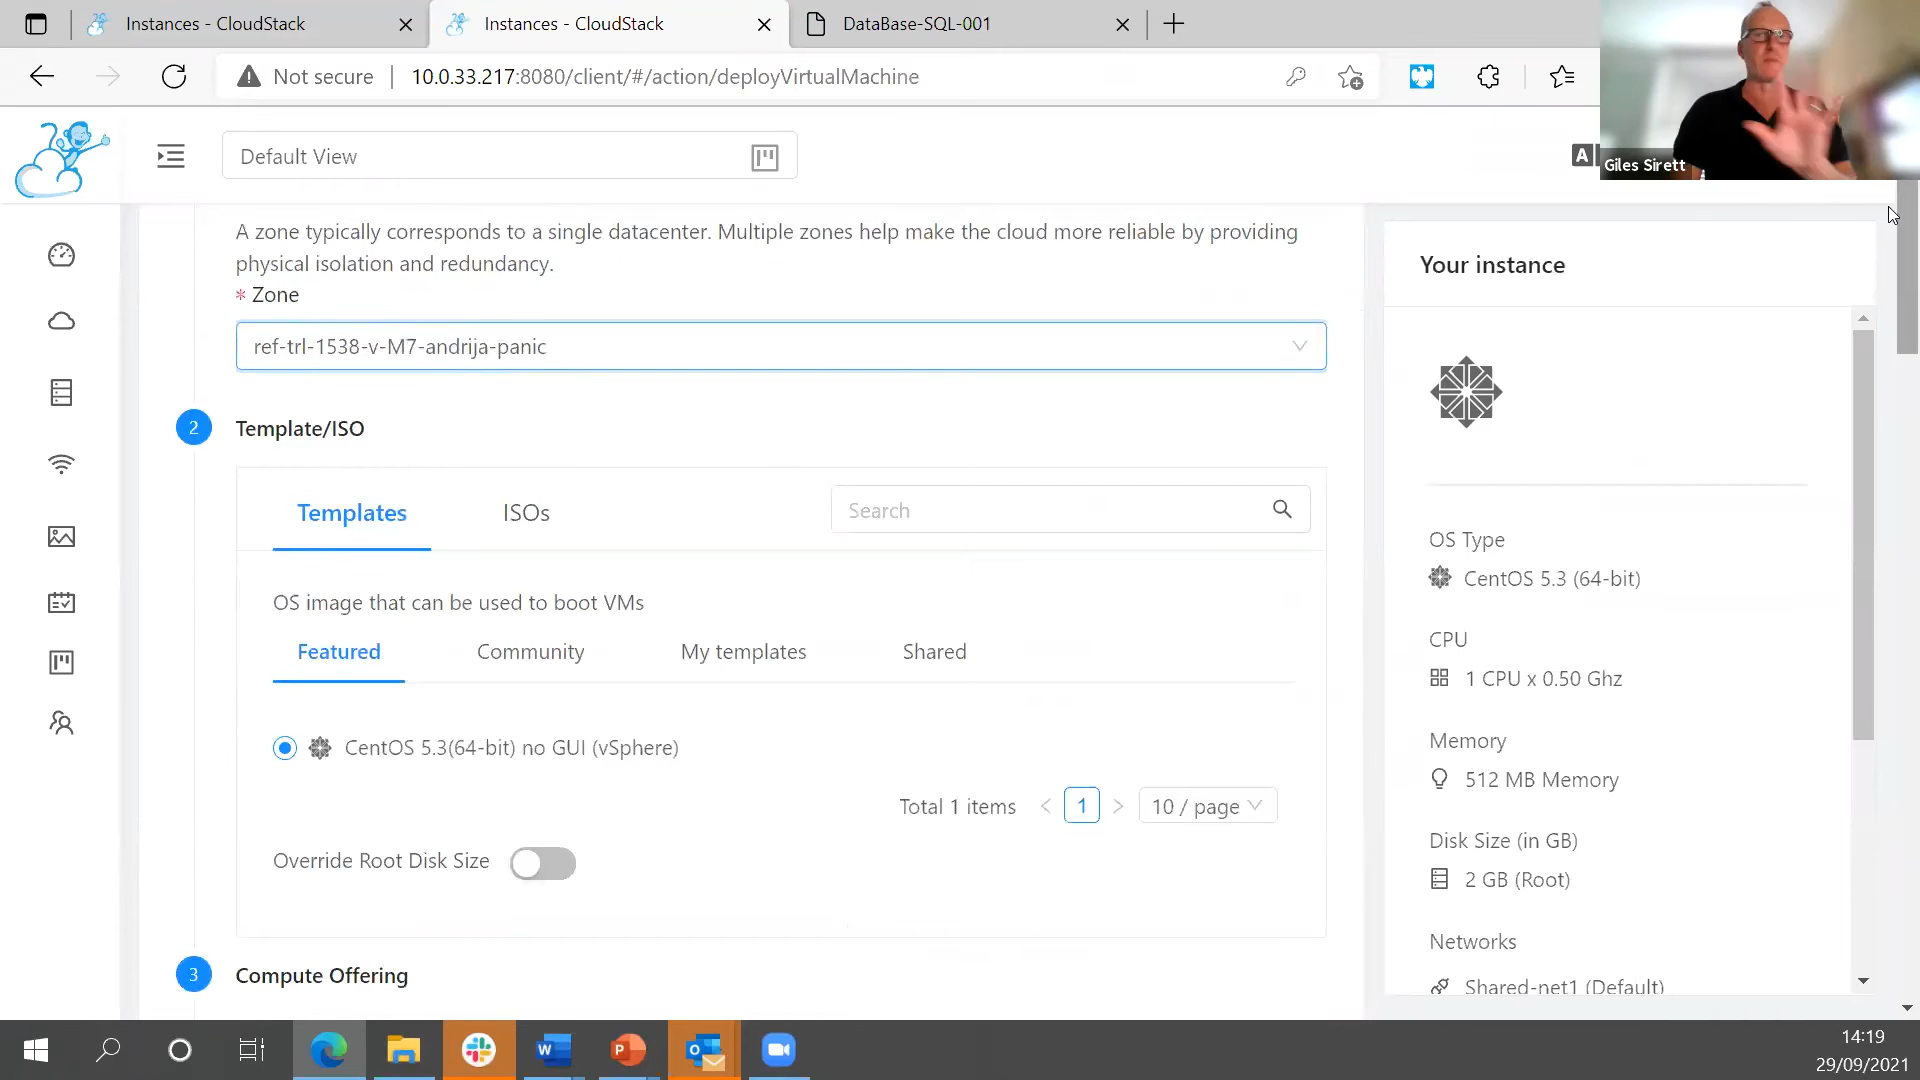 Instances - CloudStack
Instances - CloudStack
DataBase-SQL-001
Not secure
10.0.33.217:8080/client/#/action/deployVirtualMachine
Default View
A
Giles Sirett
A zone typically corresponds to a single datacenter. Multiple zones help make the cloud more reliable by providing
physical isolation and redundancy.
* Zone
ref-trl-1538-v-M7-andrija-panic
2 Template/ISO
Templates ISOs Search
OS image that can be used to boot VMs
Featured Community My templates Shared
CentOS 5.3(64-bit) no GUI (vSphere)
Total 1 items < 1 > 10 / page
Override Root Disk Size
3 Compute Offering
Your instance
OS Type
CentOS 5.3 (64-bit)
CPU
1 CPU x 0.50 Ghz
Memory
512 MB Memory
Disk Size (in GB)
2 GB (Root)
Networks
Shared-net1 (Default)
14:19
29/09/2021